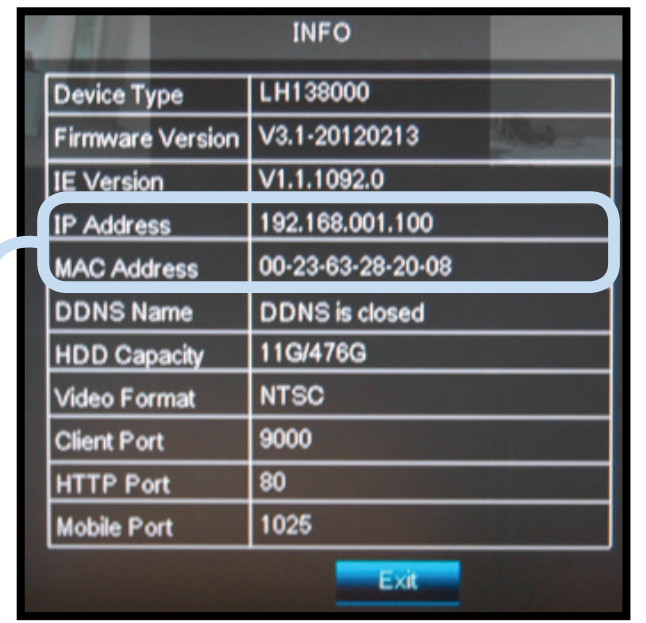 INFO
Device Type LH138000
Firmware Version V3.1-20120213
IE Version V1.1.1092.0
IP Address 192.168.001.100
MAC Address 00-23-63-28-20-08
DDNS Name DDNS is closed
HDD Capacity 11G/476G
Video Format NTSC
Client Port 9000
HTTP Port 80
Mobile Port 1025
Exit